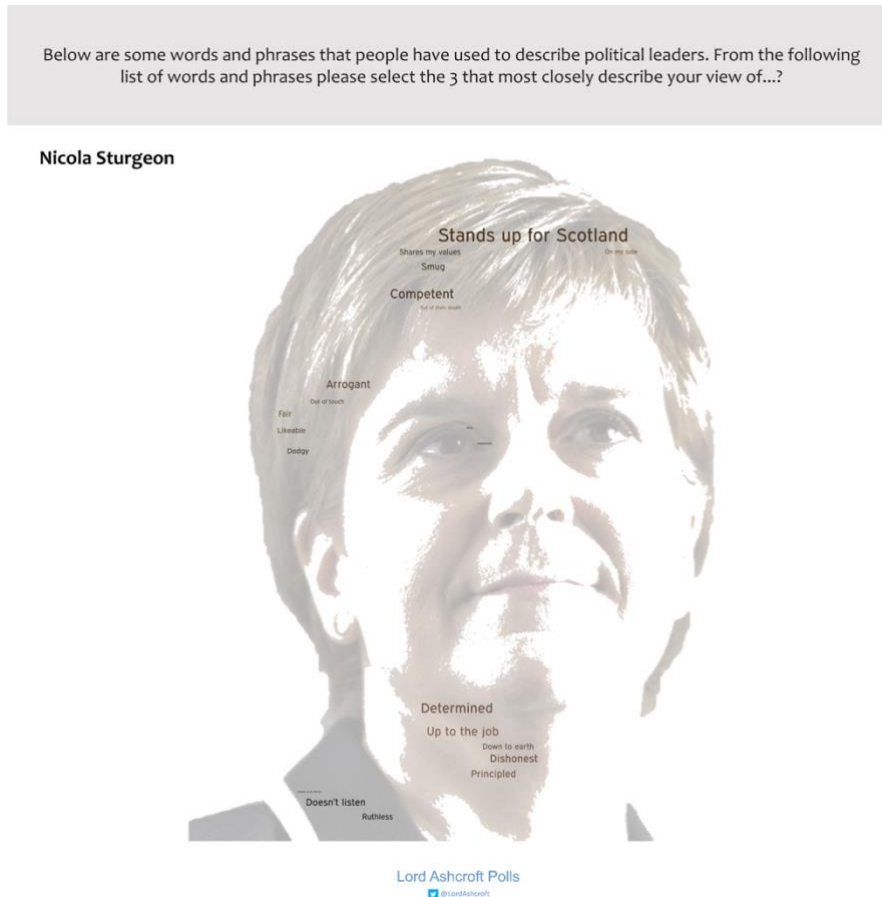 Below are some words and phrases that people have used to describe political leaders. From the following
list of words and phrases please select the 3 that most closely describe your view of...?
Nicola Sturgeon
Stands up for Scotland
Shares my values
On my side
Smug
Competent
Out of their depth
Arrogant
Out of touch
Fair
Likeable
Dodgy
Determined
Up to the job
Down to earth
Dishonest
Principled
Doesn't listen
Ruthless
Lord Ashcroft Polls
@LordAshcroft